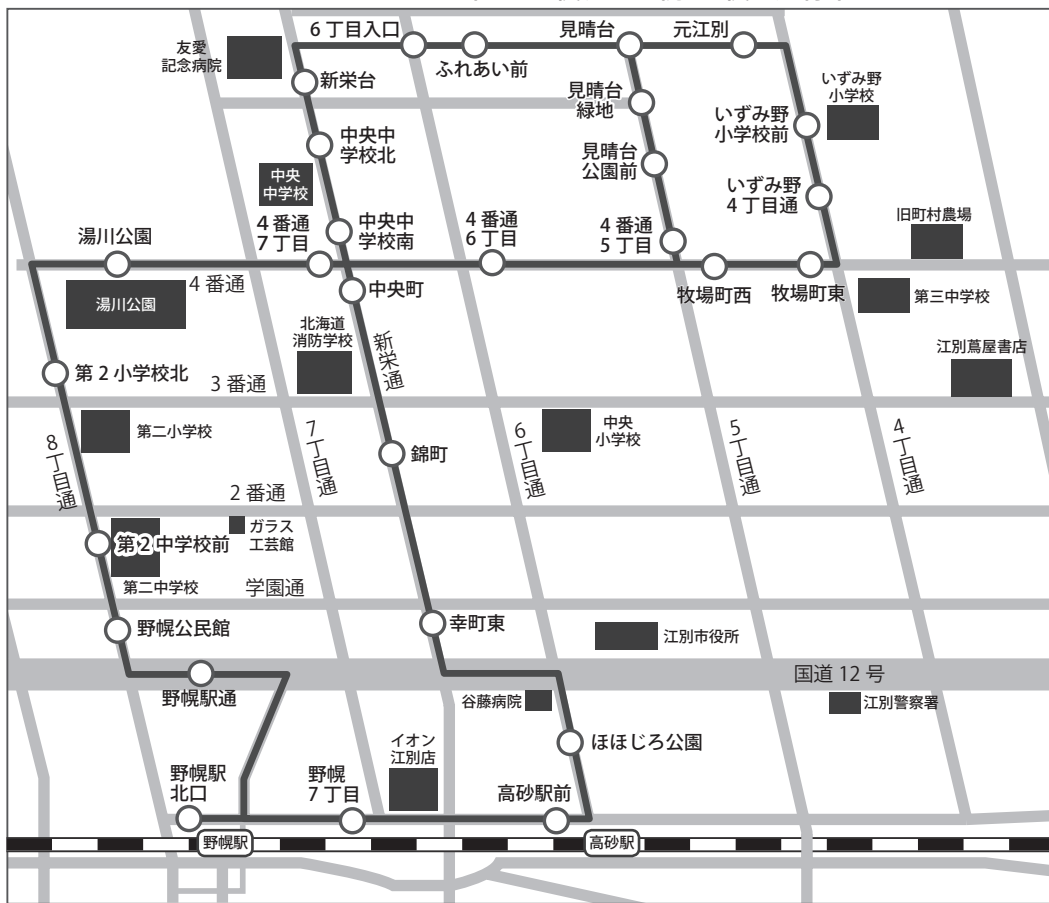 友愛
記念病院
6丁目入口
ふれあい前
見晴台
元江別
新栄台
見晴台
緑地
いずみ野
小学校
いずみ野
小学校前
中央中
学校北
見晴台
公園前
中央
中学校
いずみ野
4丁目通
旧町村農場
湯川公園
4番通
7丁目
中央中
学校南
4番通
6丁目
4番通
5丁目
4番通
湯川公園
中央町
牧場町西
牧場町東
第三中学校
北海道
消防学校
新栄通
江別蔦屋書店
第2小学校北
3番通
第二小学校
8丁目通
7丁目通
錦町
6丁目通
中央
小学校
5丁目通
4丁目通
2番通
ガラス
工芸館
第2中学校前
第二中学校
学園通
野幌公民館
幸町東
江別市役所
国道12号
野幌駅通
谷藤病院
江別警察署
イオン
江別店
ほほじろ公園
野幌駅
北口
野幌
7丁目
高砂駅前
野幌駅
高砂駅